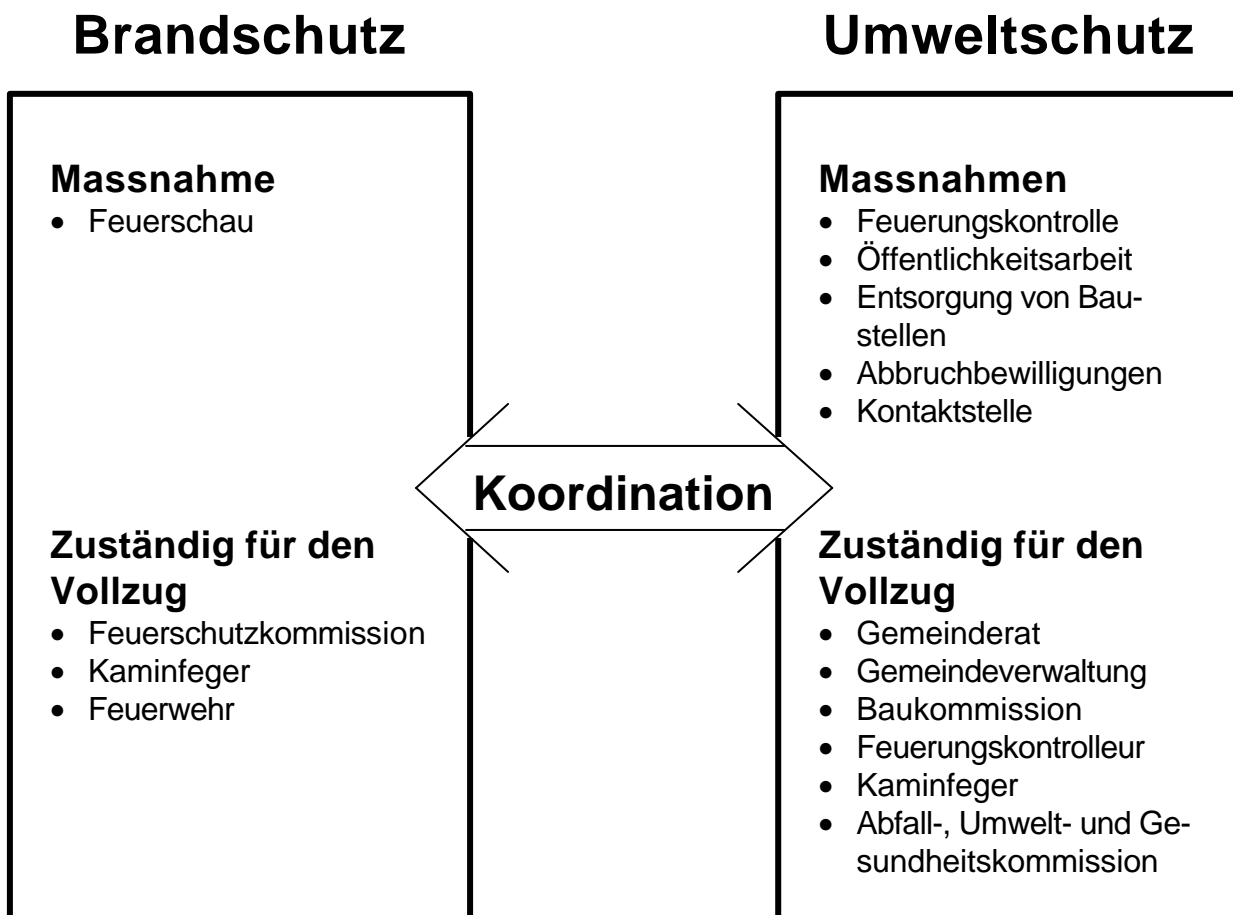 Brandschutz
Massnahme
• Feuerschau
Zuständig für den
Vollzug
• Feuerschutzkommission
• Kaminfeger
• Feuerwehr
Koordination
Umweltschutz
Massnahmen
• Feuerungskontrolle
• Öffentlichkeitsarbeit
• Entsorgung von Bau-
stellen
• Abbruchbewilligungen
• Kontaktstelle
Zuständig für den
Vollzug
• Gemeinderat
• Gemeindeverwaltung
• Baukommission
• Feuerungskontrolleur
• Kaminfeger
• Abfall-, Umwelt- und Ge-
sundheitskommission